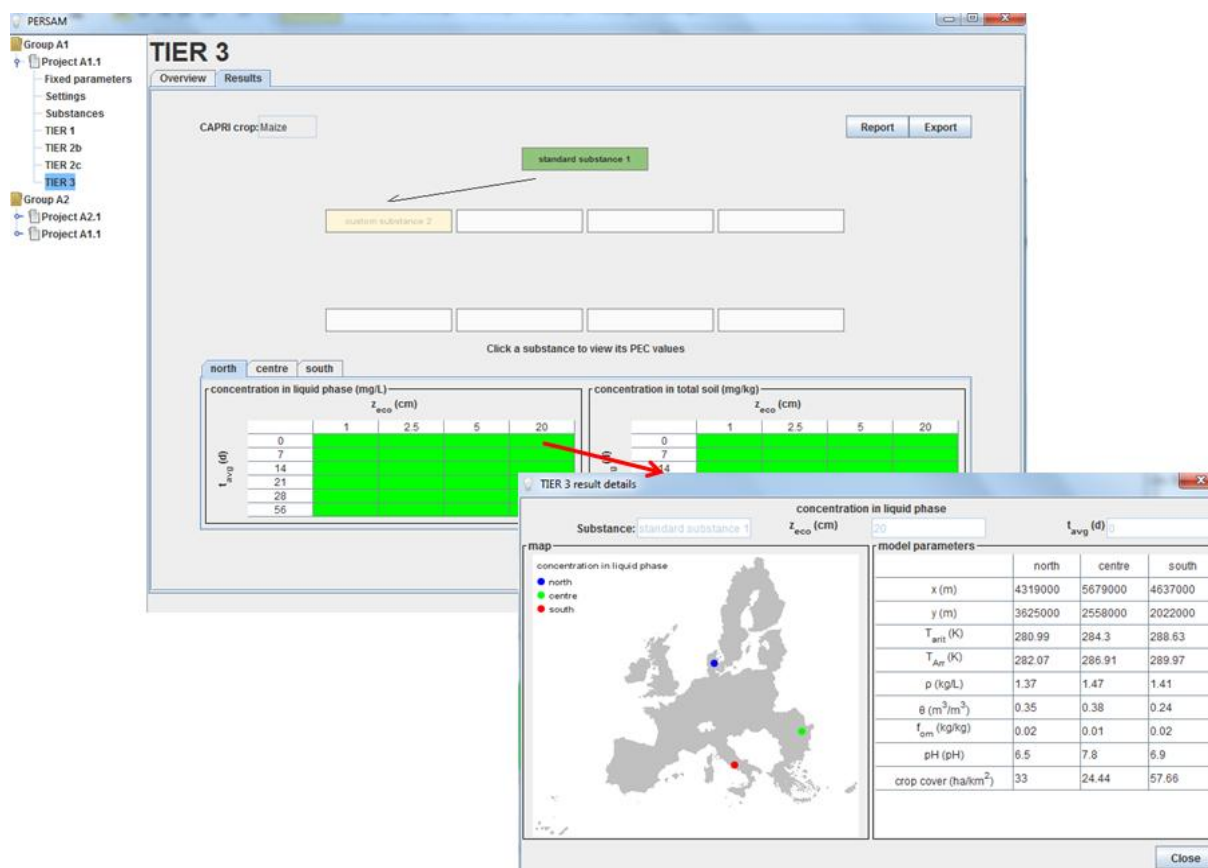 PERSAM
Group A1
Project A1.1
Fixed parameters
Settings
Substances
TIER 1
TIER 2b
TIER 2c
TIER 3
Group A2
Project A2.1
Project A1.1
TIER 3
Overview Results
CAPRI crop: Maize Report Export
standard substance 1
custom substance 2
Click a substance to view its PEC values
north centre south
concentration in liquid phase (mg/L)
z_eco (cm)
1 2.5 5 20
t_avg (d)
0
7
14
21
28
56
concentration in total soil (mg/kg)
z_eco (cm)
1 2.5 5 20
0
7
14
TIER 3 result details
concentration in liquid phase
Substance: standard substance 1 z_eco (cm) 20 t_avg (d) 0
map
concentration in liquid phase
north
centre
south
model parameters
north centre south
x (m) 4319000 5679000 4637000
y (m) 3625000 2558000 2022000
T_arit (K) 280.99 284.3 288.63
T_Arr (K) 282.07 286.91 289.97
ρ (kg/L) 1.37 1.47 1.41
θ (m³/m³) 0.35 0.38 0.24
f_om (kg/kg) 0.02 0.01 0.02
pH (pH) 6.5 7.8 6.9
crop cover (ha/km²) 33 24.44 57.66
Close